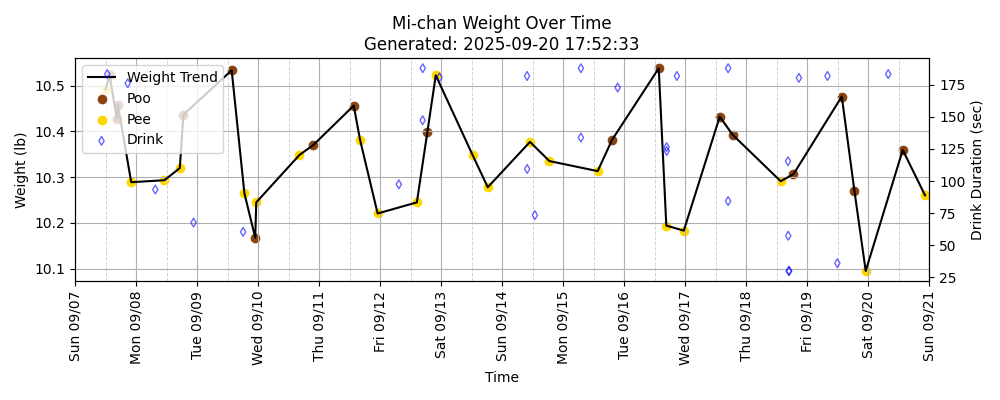 Mi-chan Weight Over Time
Generated: 2025-09-20 17:52:33
Weight Trend
Poo
Pee
Drink
Weight (lb)
10.5
10.4
10.3
10.2
10.1
Drink Duration (sec)
175
150
125
100
75
50
25
Sun 09/07
Mon 09/08
Tue 09/09
Wed 09/10
Thu 09/11
Fri 09/12
Sat 09/13
Sun 09/14
Mon 09/15
Tue 09/16
Wed 09/17
Thu 09/18
Fri 09/19
Sat 09/20
Sun 09/21
Time